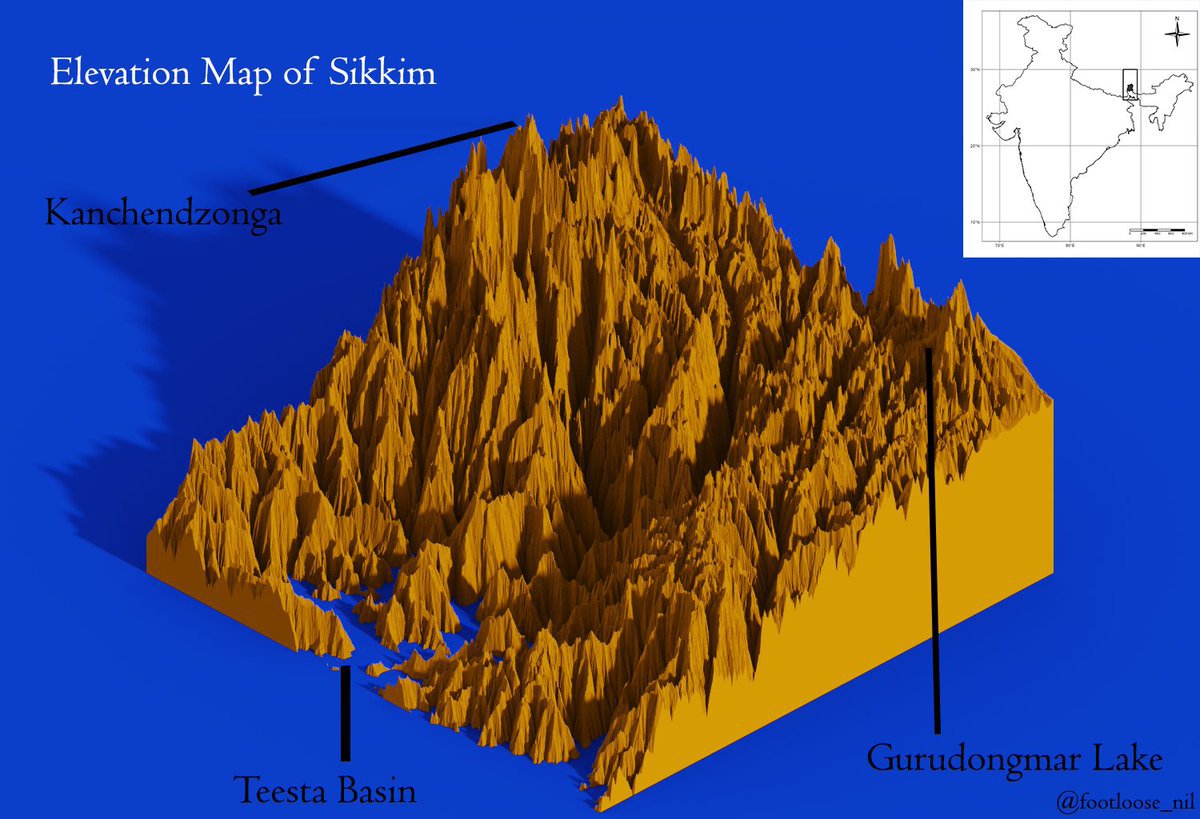 Elevation Map of Sikkim
N
30°N
20°N
10°N
70°E
80°E
90°E
Kanchendzonga
Teesta Basin
Gurudongmar Lake
@footloose_nil